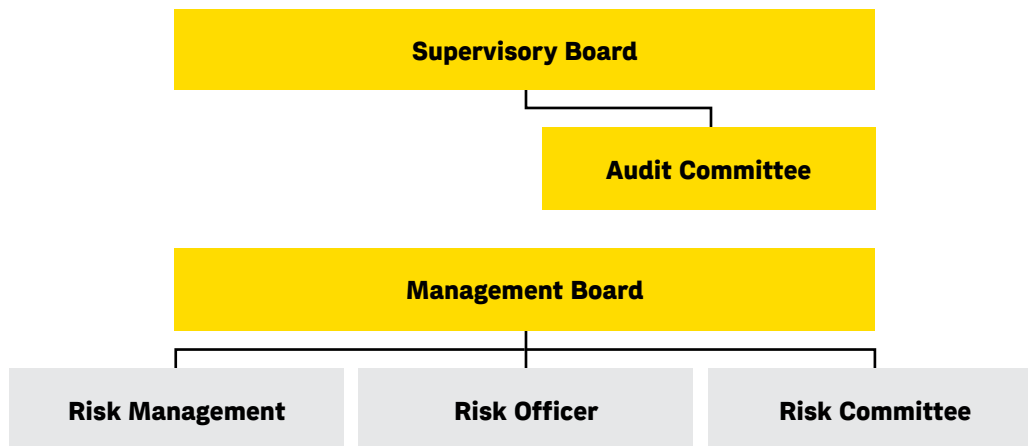 Supervisory Board
Audit Committee
Management Board
Risk Management
Risk Officer
Risk Committee